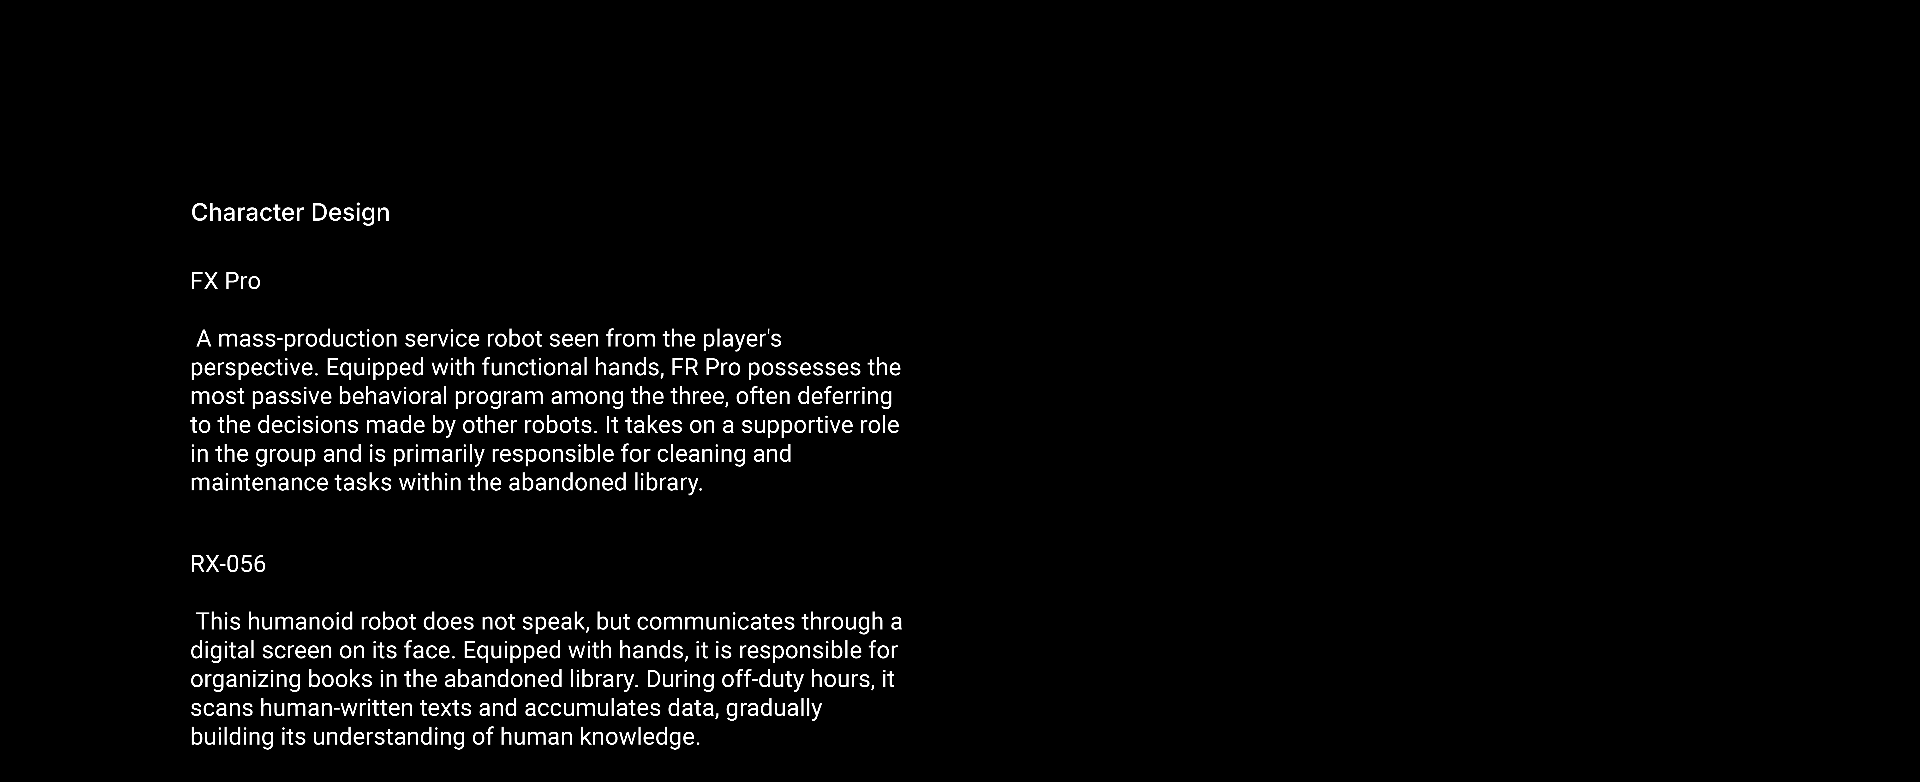 Character Design
FX Pro
A mass-production service robot seen from the player's
perspective. Equipped with functional hands, FR Pro possesses the
most passive behavioral program among the three, often deferring
to the decisions made by other robots. It takes on a supportive role
in the group and is primarily responsible for cleaning and
maintenance tasks within the abandoned library.
RX-056
This humanoid robot does not speak, but communicates through a
digital screen on its face. Equipped with hands, it is responsible for
organizing books in the abandoned library. During off-duty hours, it
scans human-written texts and accumulates data, gradually
building its understanding of human knowledge.